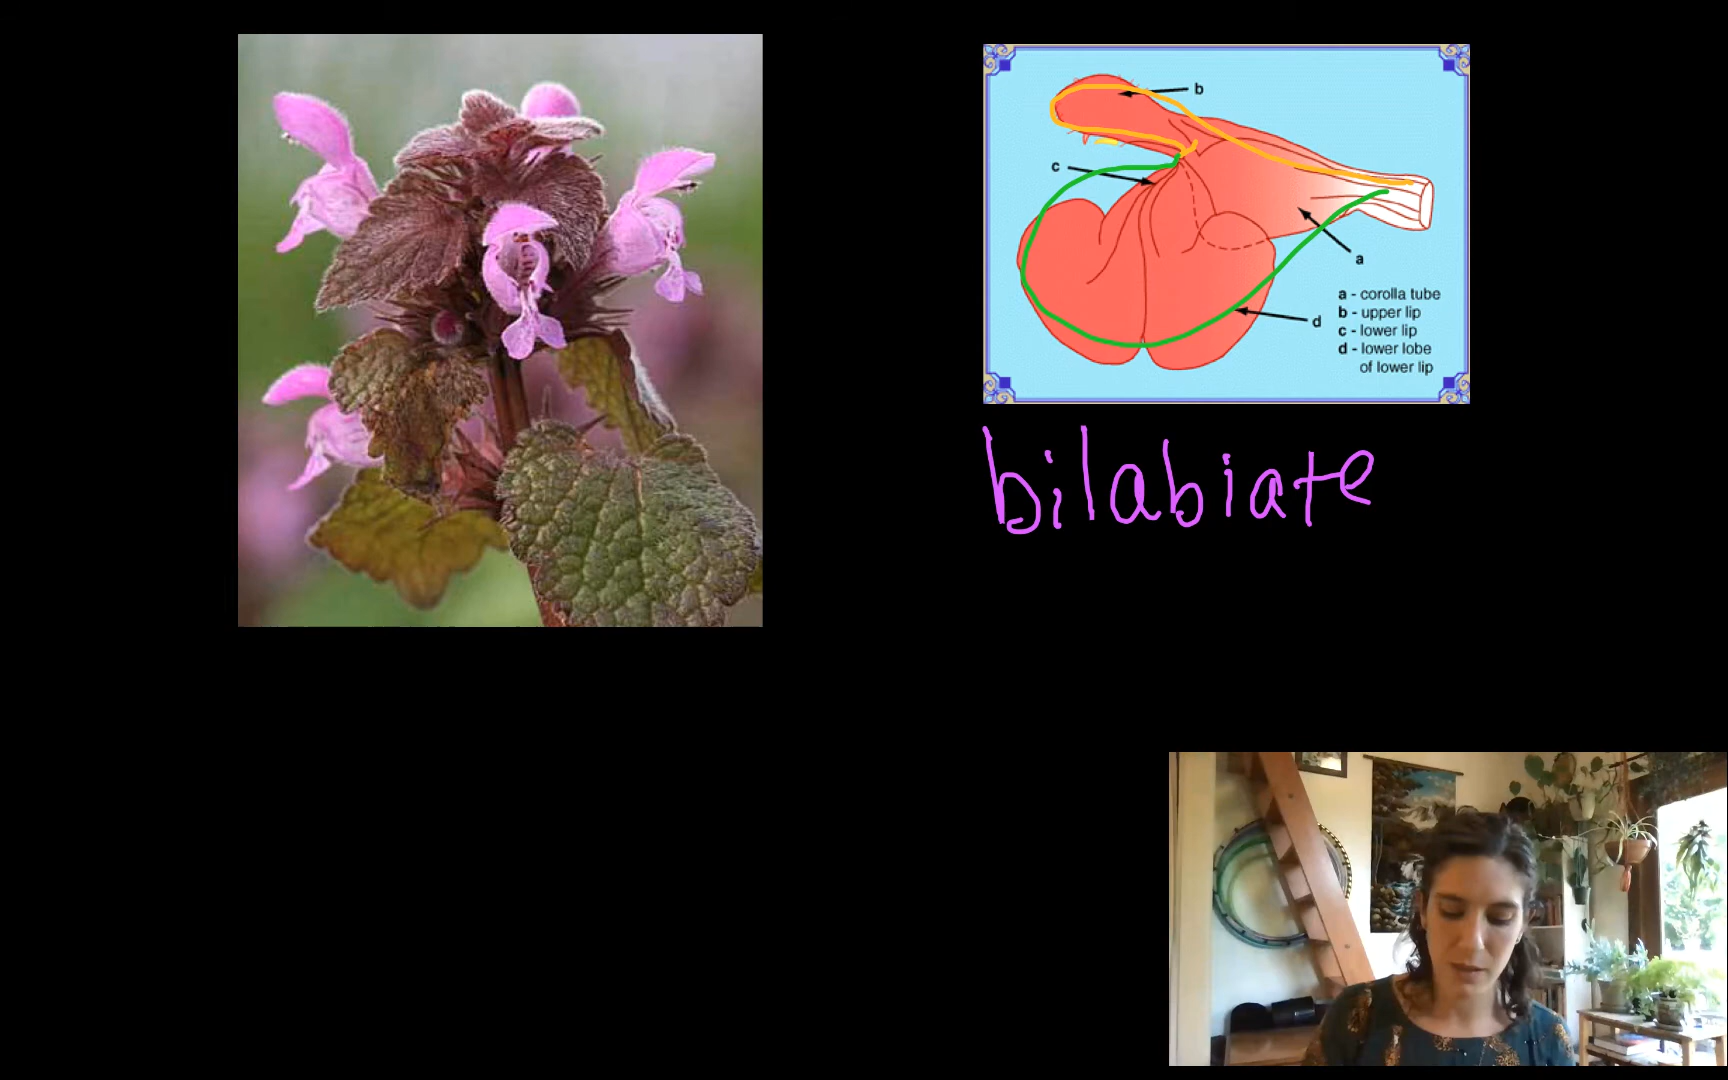 b
c
a
a - corolla tube
b - upper lip
c - lower lip
d
d - lower lobe
of lower lip
bilabiate